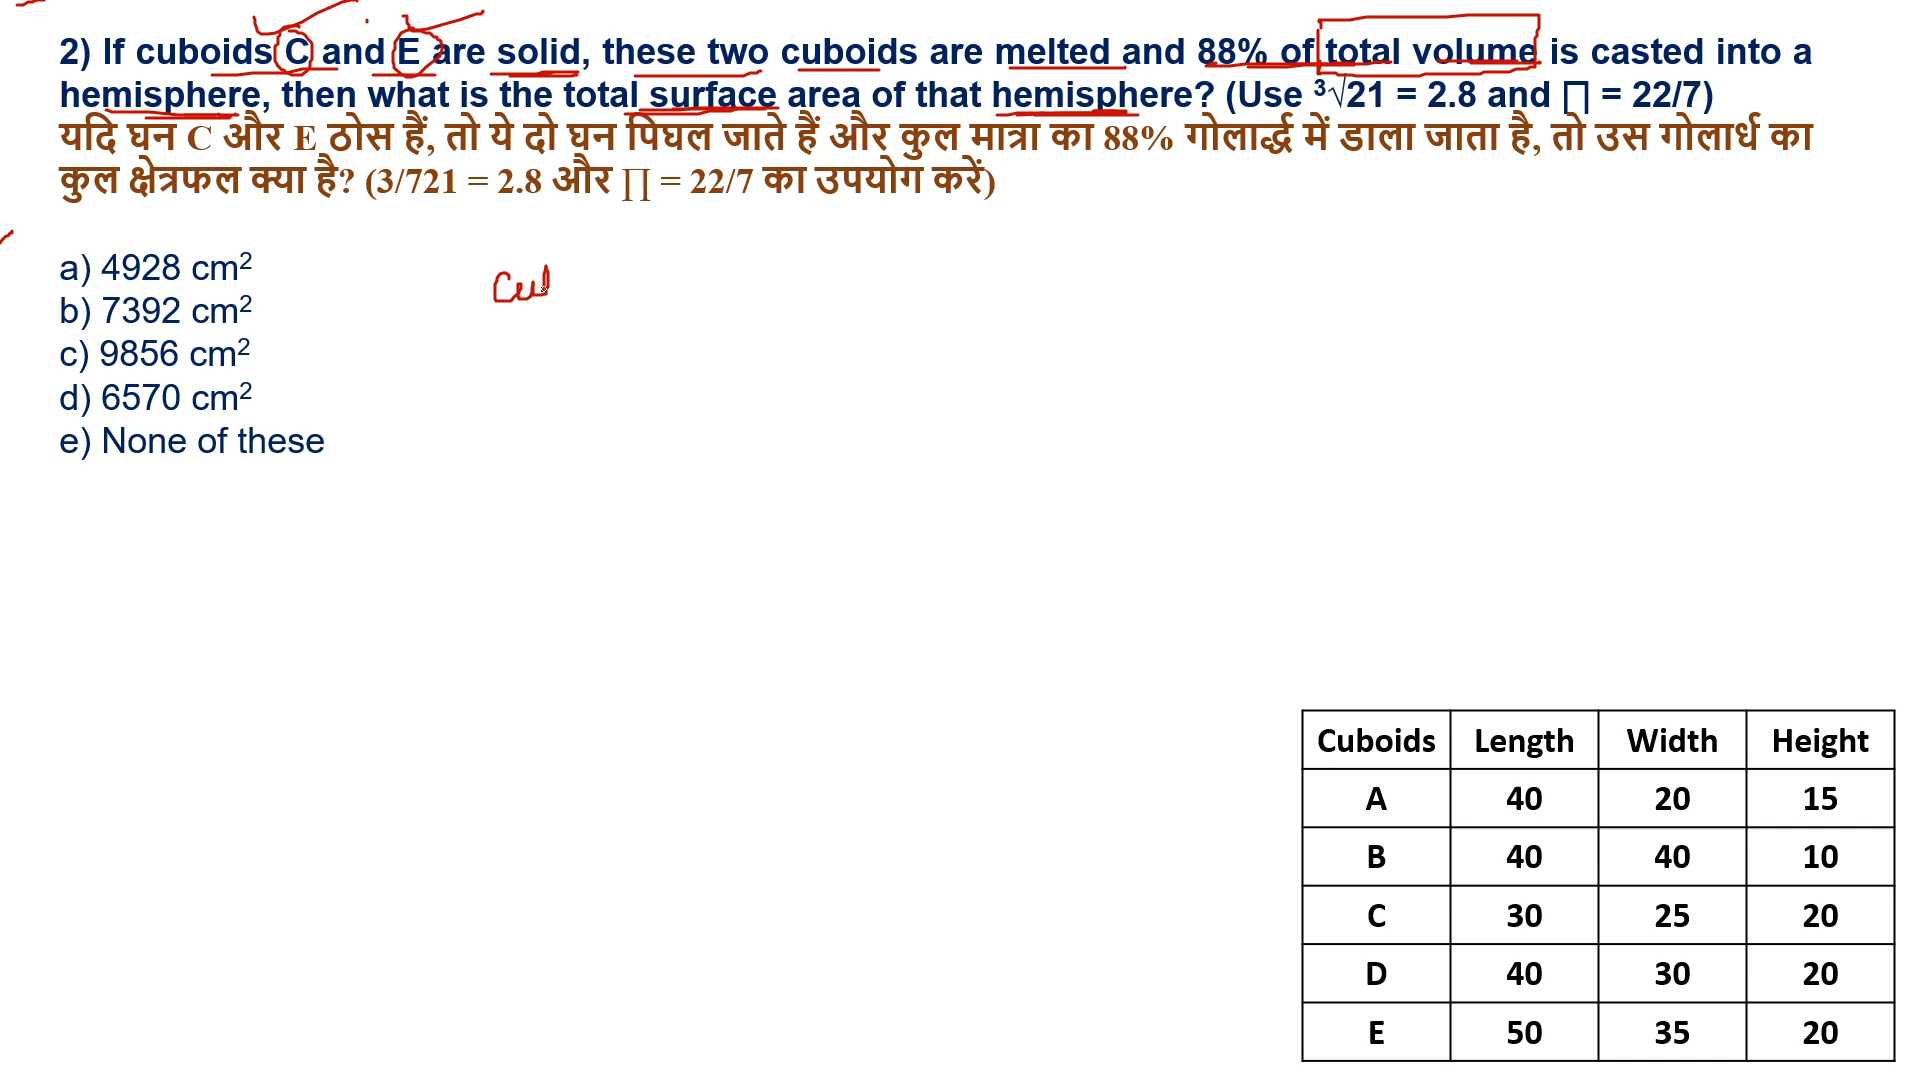 2) If cuboids C and E are solid, these two cuboids are melted and 88% of total volume is casted into a
hemisphere, then what is the total surface area of that hemisphere? (Use ³√21 = 2.8 and ∏ = 22/7)
यदि घन C और E ठोस हैं, तो ये दो घन पिघल जाते हैं और कुल मात्रा का 88% गोलार्द्ध में डाला जाता है, तो उस गोलार्ध का
कुल क्षेत्रफल क्या है? (3/721 = 2.8 और ∏ = 22/7 का उपयोग करें)
a) 4928 cm²
b) 7392 cm²
c) 9856 cm²
d) 6570 cm²
e) None of these
Cub
Cuboids Length Width Height
A 40 20 15
B 40 40 10
C 30 25 20
D 40 30 20
E 50 35 20